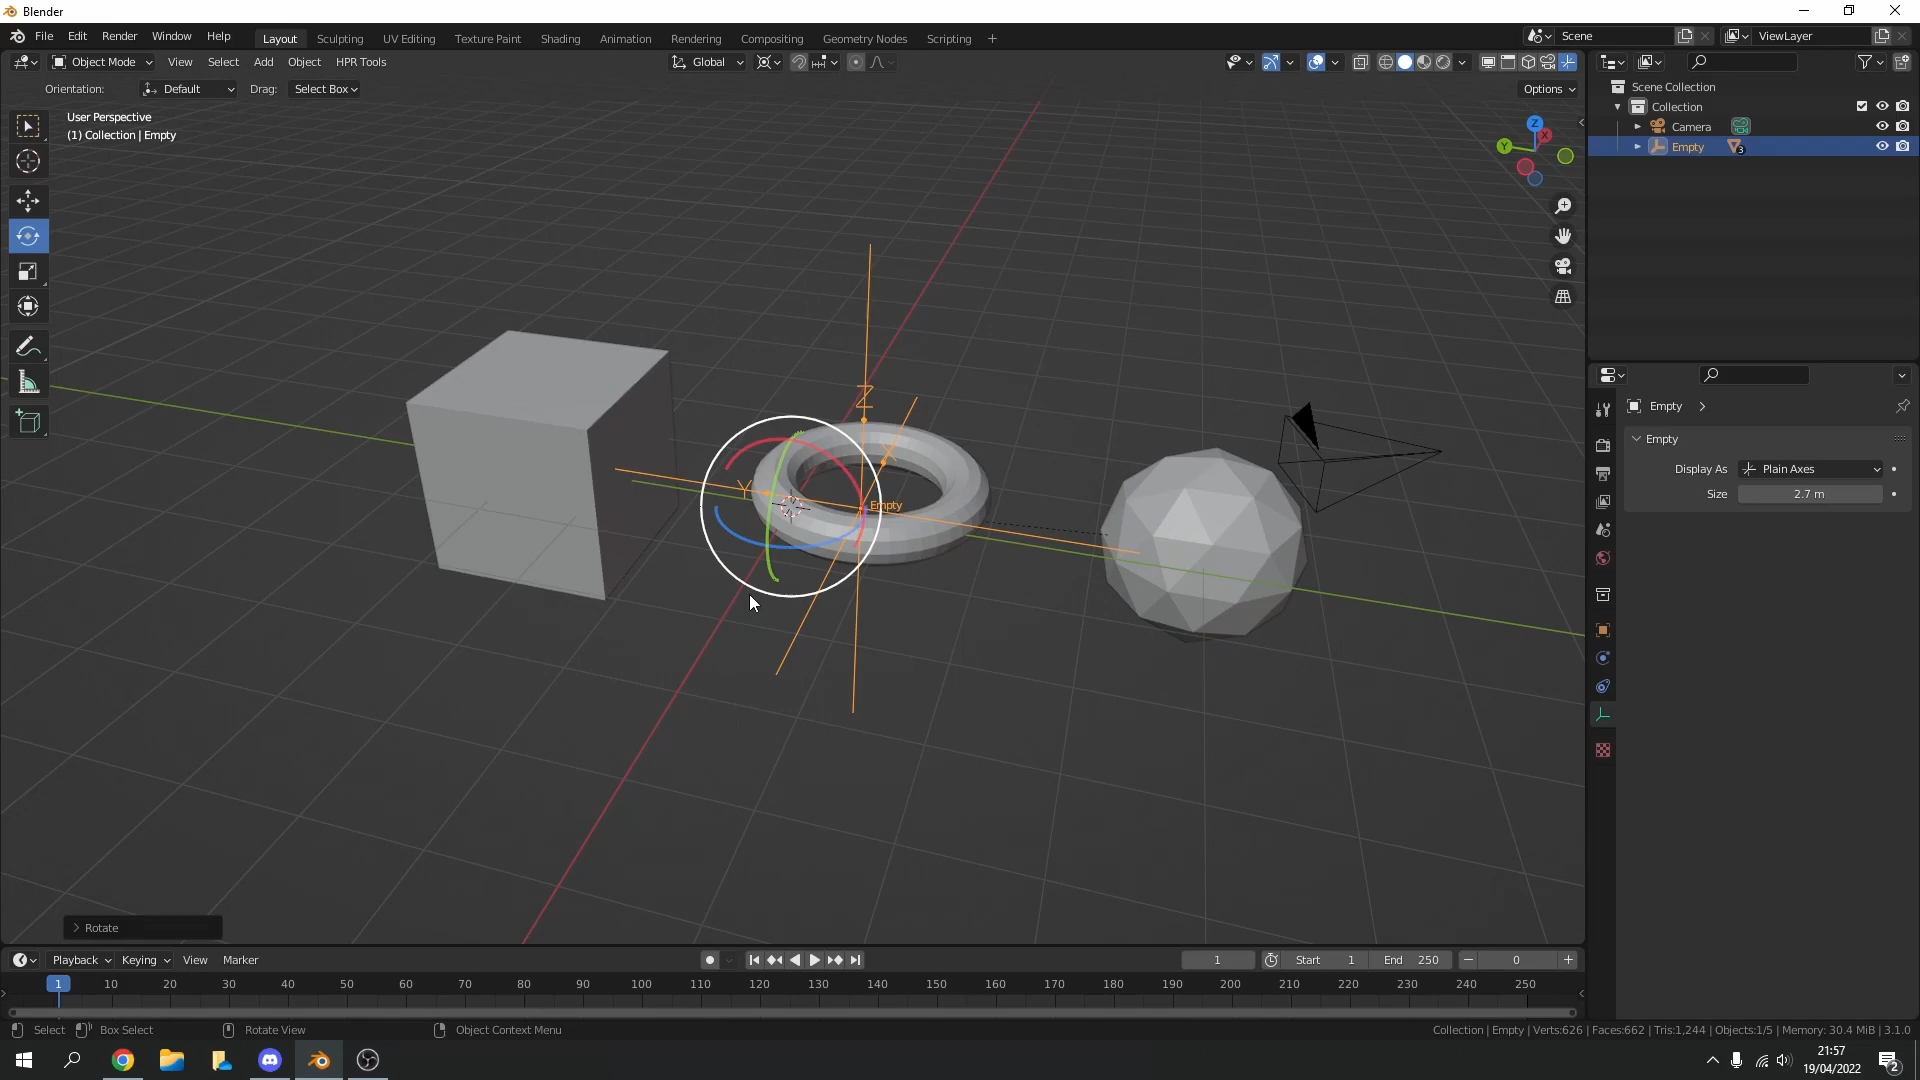 Blender
File Edit Render Window Help
Layout Sculpting UV Editing Texture Paint Shading Animation Rendering Compositing Geometry Nodes Scripting
Scene
ViewLayer
Object Mode View Select Add Object HPR Tools
Global
Orientation: Default Drag: Select Box
Options
User Perspective
(1) Collection | Empty
Z
X
Y
Z
Y
Empty
Scene Collection
Collection
Camera
Empty
3
Empty
Empty
Display As Plain Axes
Size 2.7 m
Rotate
Playback Keying View Marker
1
Start 1
End 250
0
1 10 20 30 40 50 60 70 80 90 100 110 120 130 140 150 160 170 180 190 200 210 220 230 240 250
Select Box Select Rotate View Object Context Menu
Collection | Empty | Verts:626 | Faces:662 | Tris:1,244 | Objects:1/5 | Memory: 30.4 MiB | 3.1.0
21:57
19/04/2022
2